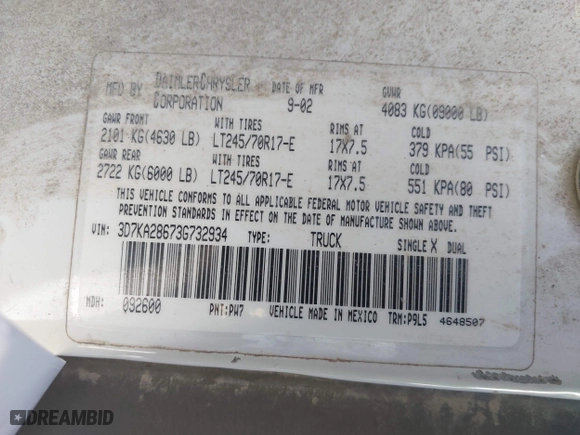 MFD BY DAIMLERCHRYSLER CORPORATION DATE OF MFR 9-02 GVWR 4083 KG(09000 LB)
GAWR FRONT WITH TIRES RIMS AT COLD
2101 KG(4630 LB) LT245/70R17-E 17X7.5 379 KPA(55 PSI)
GAWR REAR WITH TIRES RIMS AT COLD
2722 KG(6000 LB) LT245/70R17-E 17X7.5 551 KPA(80 PSI)
THIS VEHICLE CONFORMS TO ALL APPLICABLE FEDERAL MOTOR VEHICLE SAFETY AND THEFT
PREVENTION STANDARDS IN EFFECT ON THE DATE OF MANUFACTURE SHOWN ABOVE.
VIN: 3D7KA28673G732934 TYPE: TRUCK SINGLE X DUAL
MDH: 092600 PNT: PW7 VEHICLE MADE IN MEXICO TRM: P9L5 4648507
DREAMBID